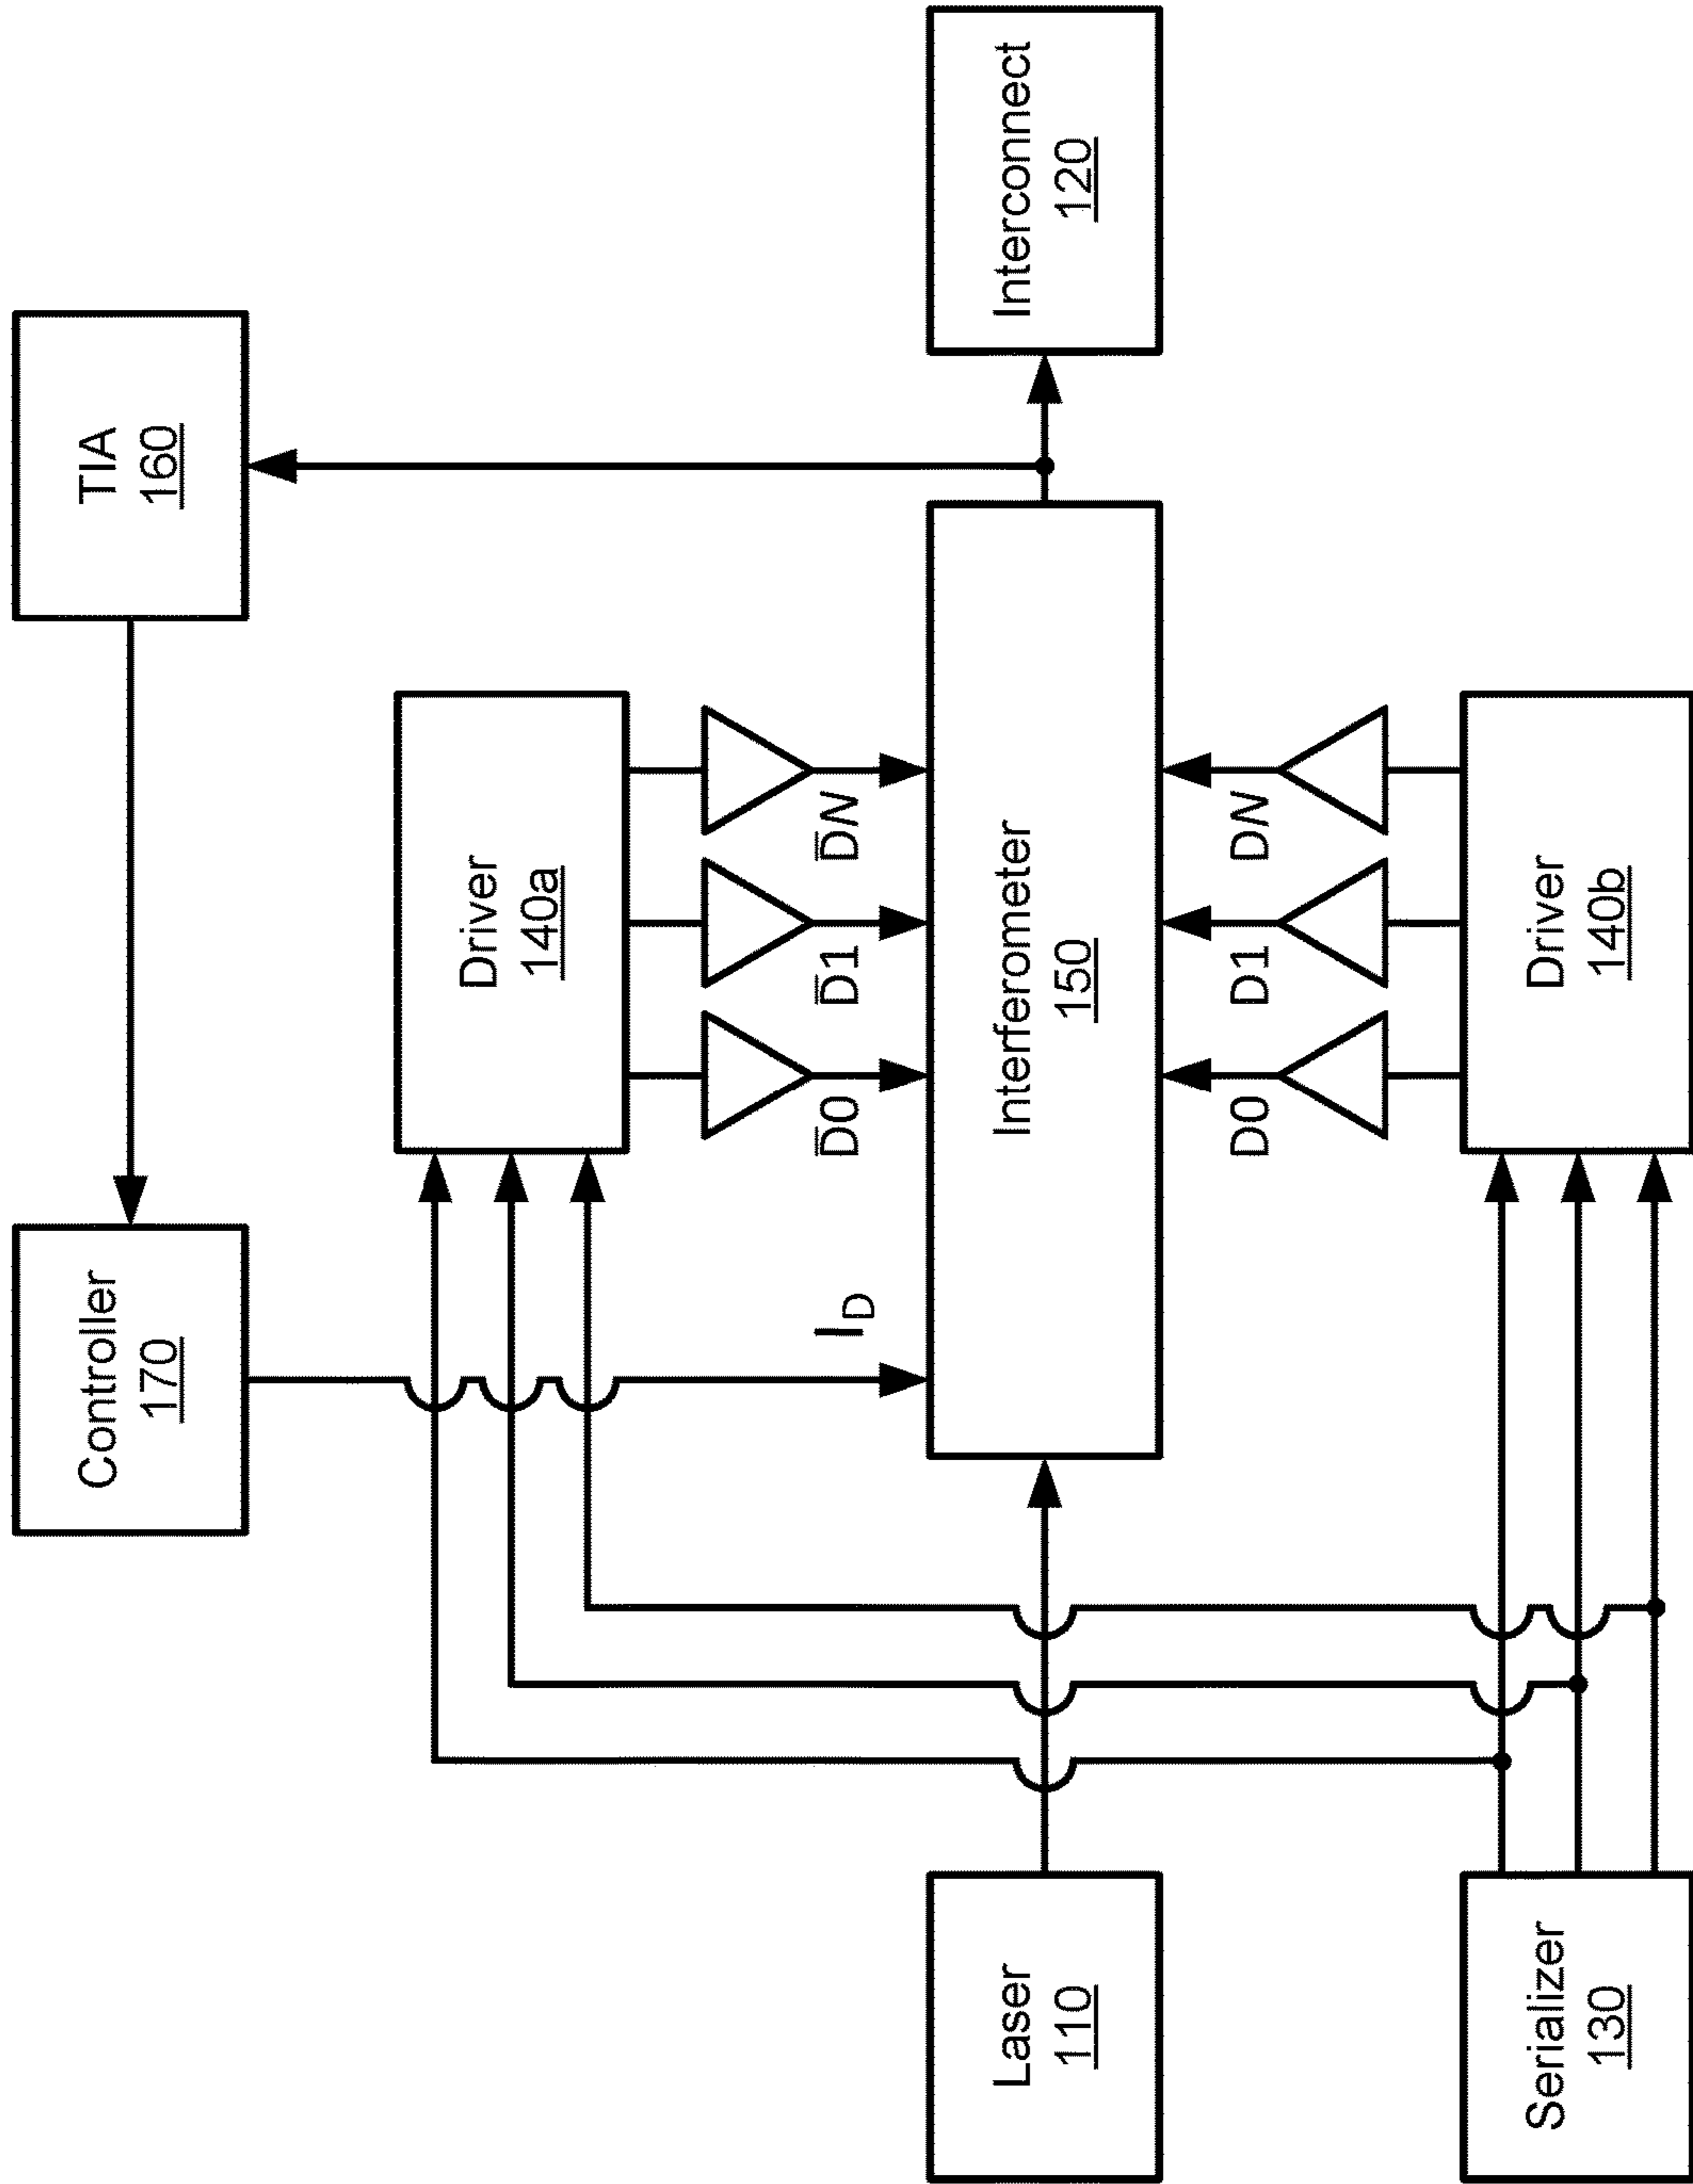 Controller
170
TIA
160
Driver
140a
I_D
D̅0
D̅1
D̅N
Laser
110
Interferometer
150
Interconnect
120
D0
D1
DN
Serializer
130
Driver
140b